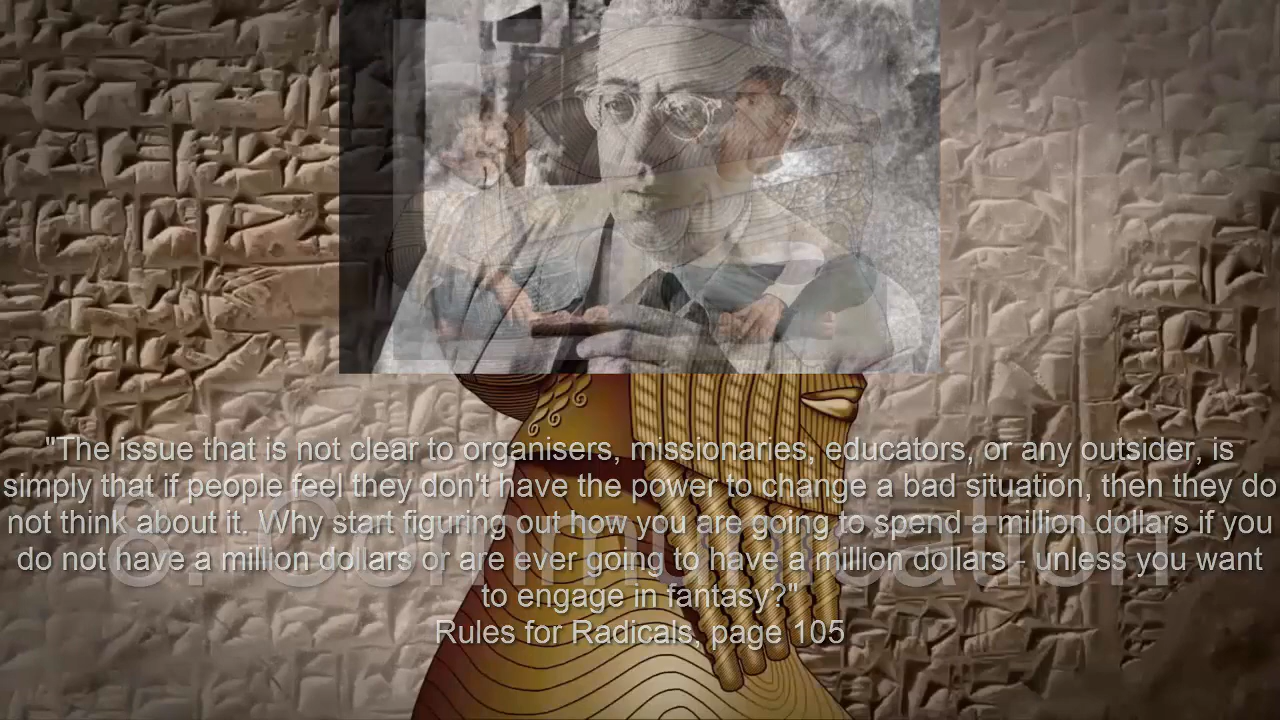 "The issue that is not clear to organisers, missionaries, educators, or any outsider, is
simply that if people feel they don't have the power to change a bad situation, then they do
not think about it. Why start figuring out how you are going to spend a million dollars if you
do not have a million dollars or are ever going to have a million dollars - unless you want
to engage in fantasy?"
Rules for Radicals, page 105
Communication